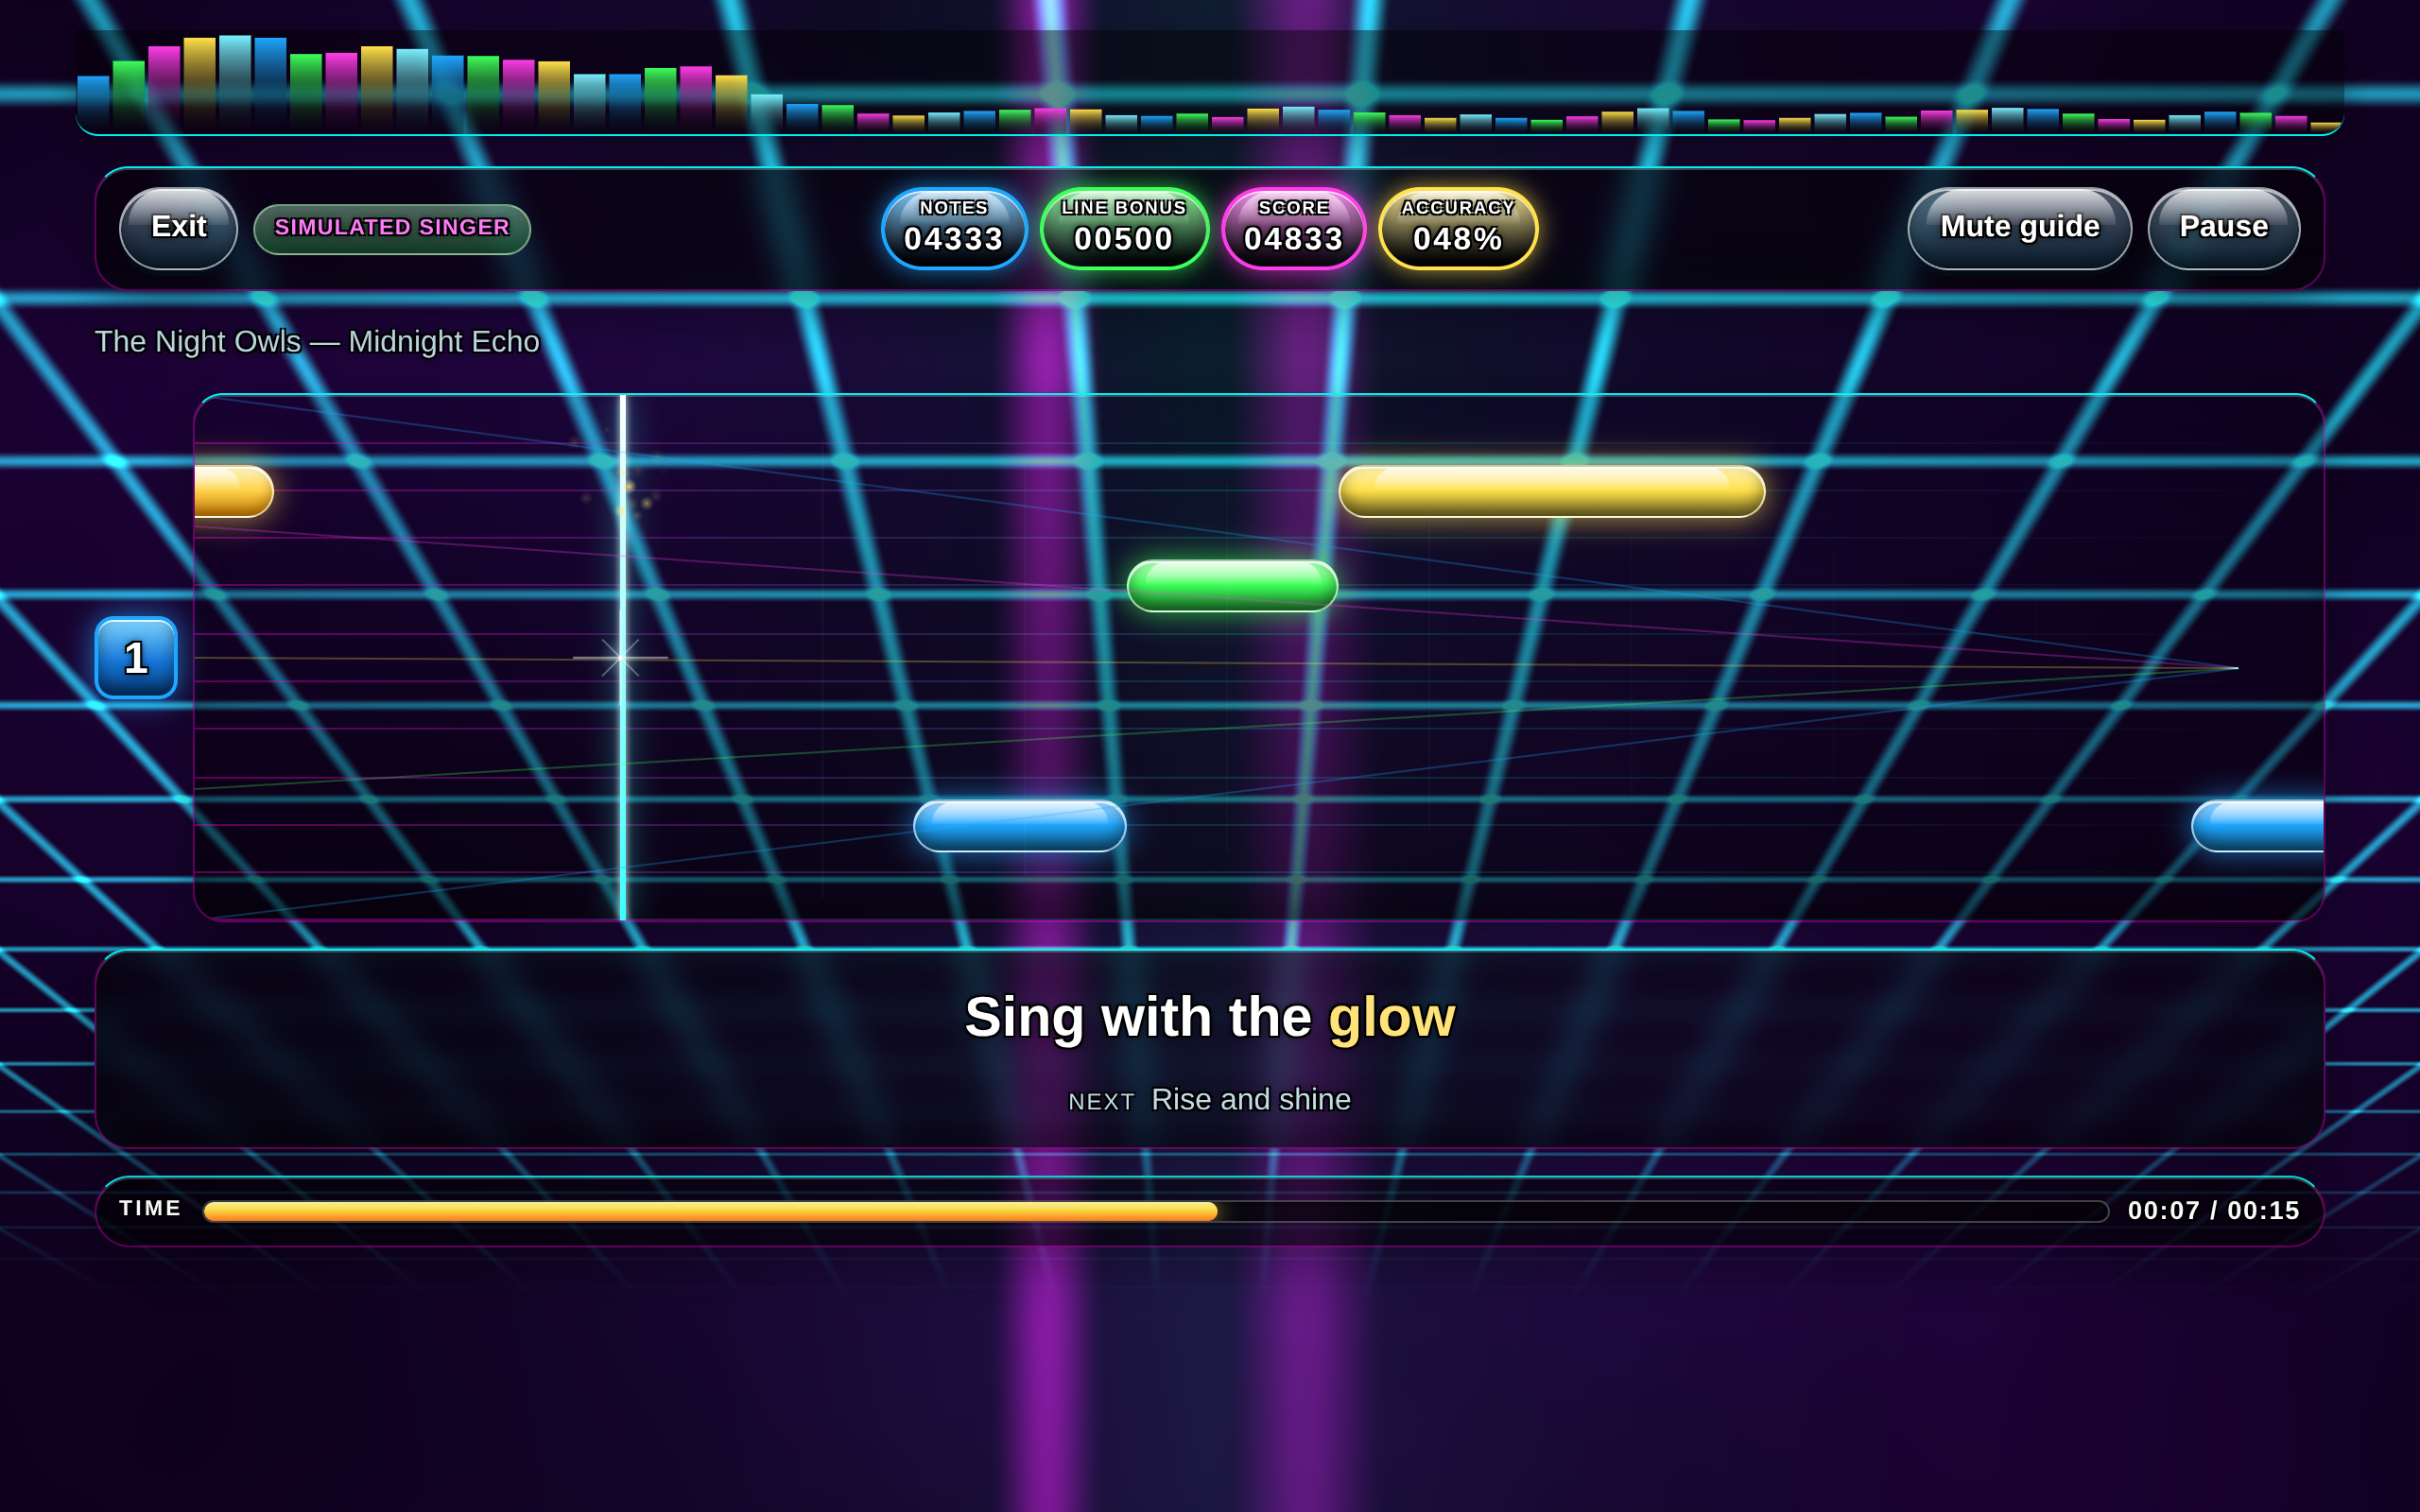 Exit
SIMULATED SINGER
NOTES
04333
LINE BONUS
00500
SCORE
04833
ACCURACY
048%
Mute guide
Pause
The Night Owls — Midnight Echo
1
Sing with the glow
NEXT Rise and shine
TIME
00:07 / 00:15